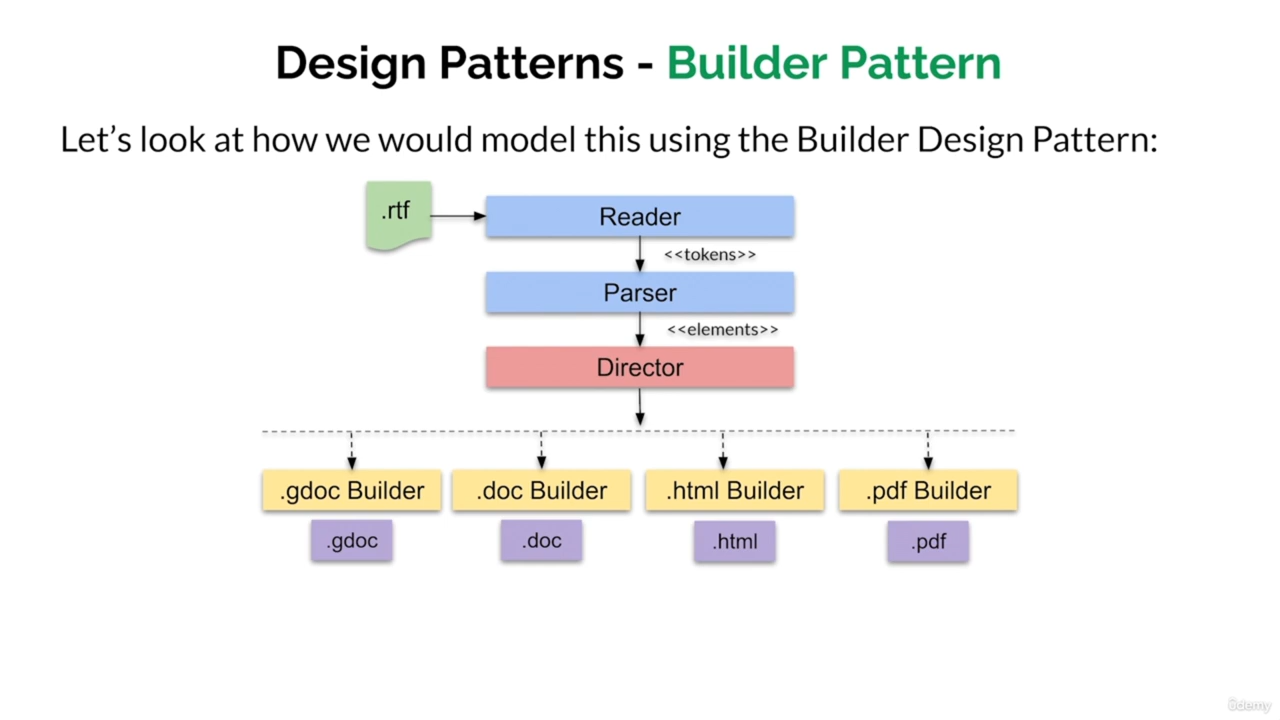 Design Patterns - Builder Pattern
Let's look at how we would model this using the Builder Design Pattern:
.rtf
Reader
<<tokens>>
Parser
<<elements>>
Director
.gdoc Builder
.doc Builder
.html Builder
.pdf Builder
.gdoc
.doc
.html
.pdf
ûdemy